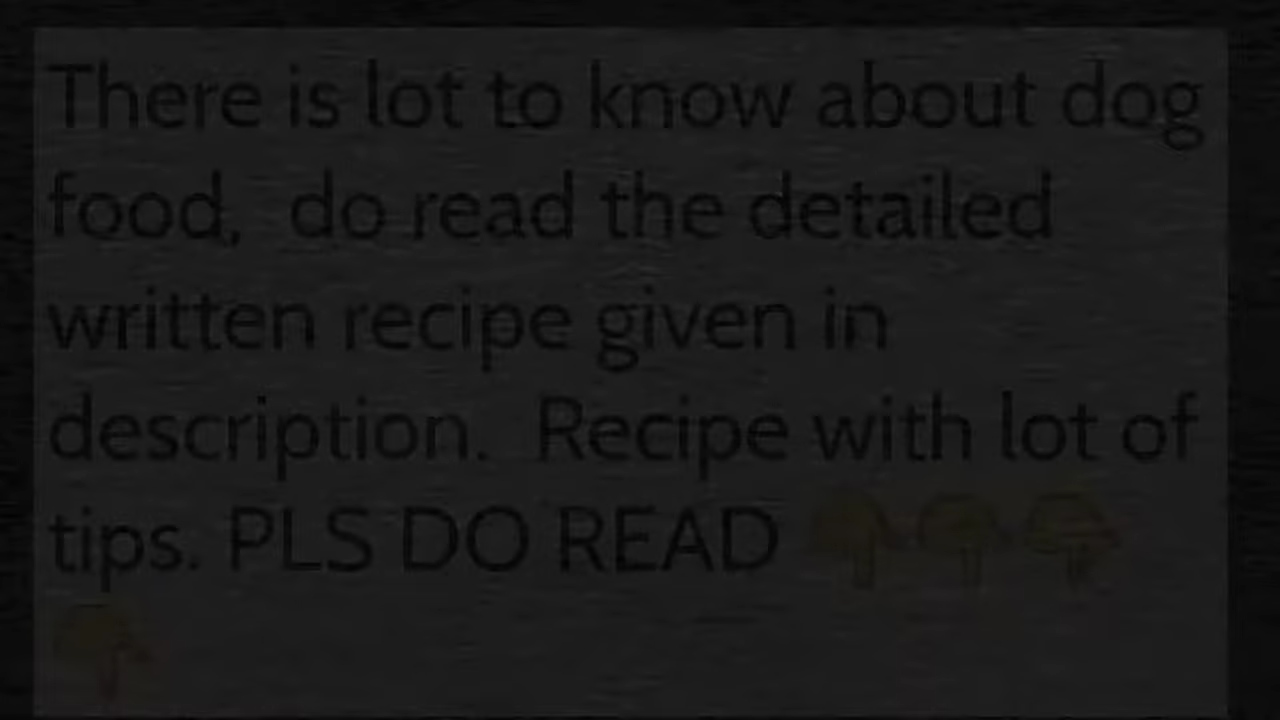 There is lot to know about dog
food,  do read the detailed
written recipe given in
description.  Recipe with lot of
tips. PLS DO READ 👇👇👇
👇